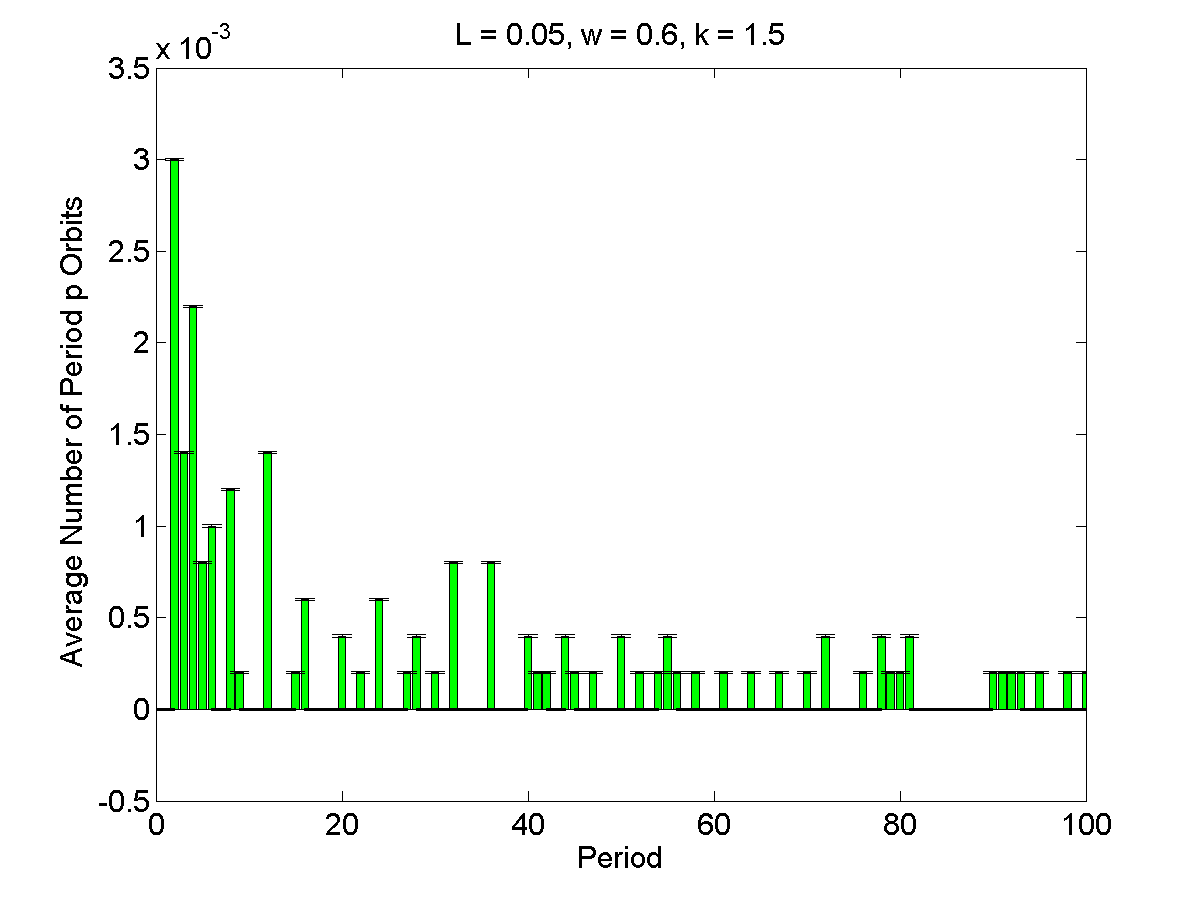 L = 0.05, w = 0.6, k = 1.5
x 10^-3
Average Number of Period p Orbits
3.5
3
2.5
2
1.5
1
0.5
0
-0.5
0 20 40 60 80 100
Period